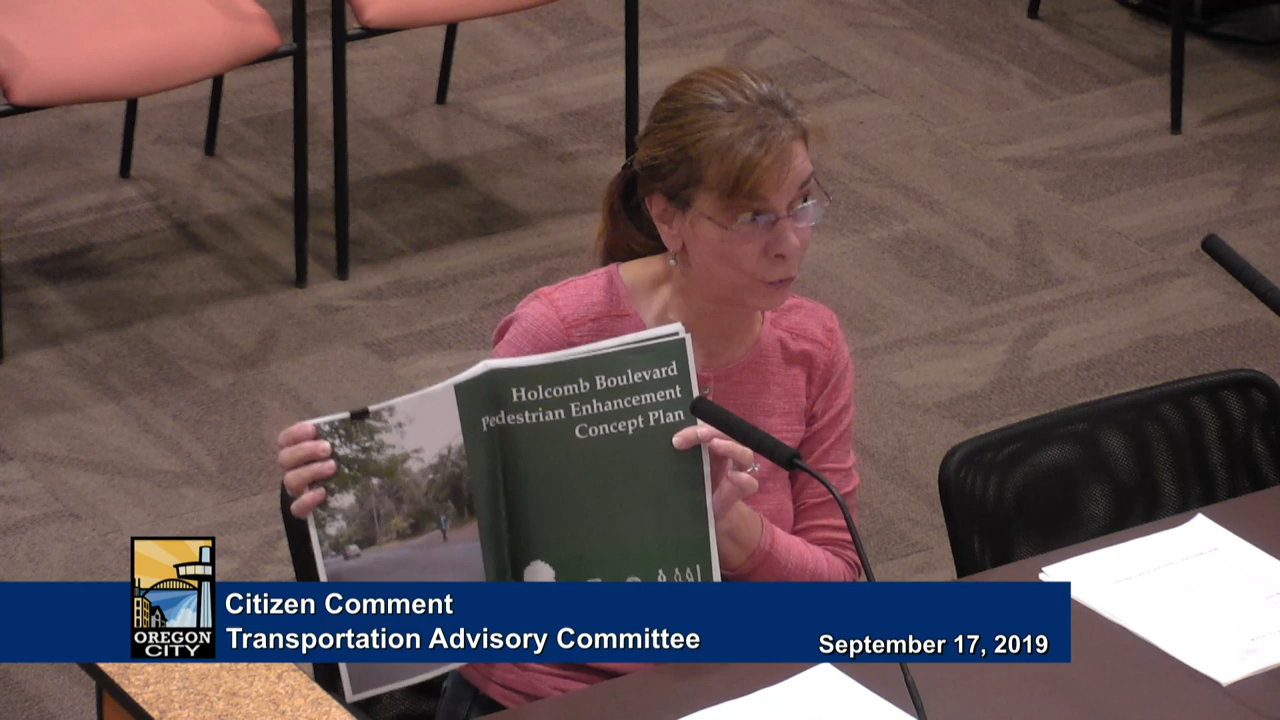 Holcomb Boulevard
Pedestrian Enhancement
Concept Plan
OREGON
CITY
Citizen Comment
Transportation Advisory Committee
September 17, 2019